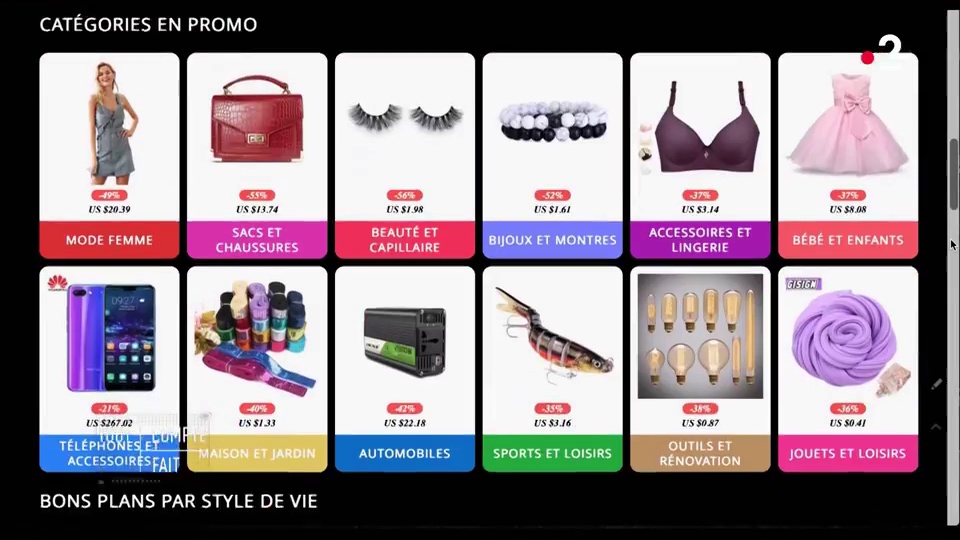 CATÉGORIES EN PROMO
2
-49%
US $20.39
MODE FEMME
-55%
US $13.74
SACS ET
CHAUSSURES
-56%
US $1.98
BEAUTÉ ET
CAPILLAIRE
-52%
US $1.61
BIJOUX ET MONTRES
-37%
US $3.14
ACCESSOIRES ET
LINGERIE
-37%
US $8.08
BÉBÉ ET ENFANTS
HUAWEI
09:27
-21%
US $267.02
TÉLÉPHONES ET
ACCESSOIRES
TOUT COMPTE
FAIT
-40%
US $1.33
MAISON ET JARDIN
-42%
US $22.18
AUTOMOBILES
-35%
US $3.16
SPORTS ET LOISIRS
-38%
US $0.87
OUTILS ET
RÉNOVATION
GISIGN
-36%
US $0.41
JOUETS ET LOISIRS
BONS PLANS PAR STYLE DE VIE